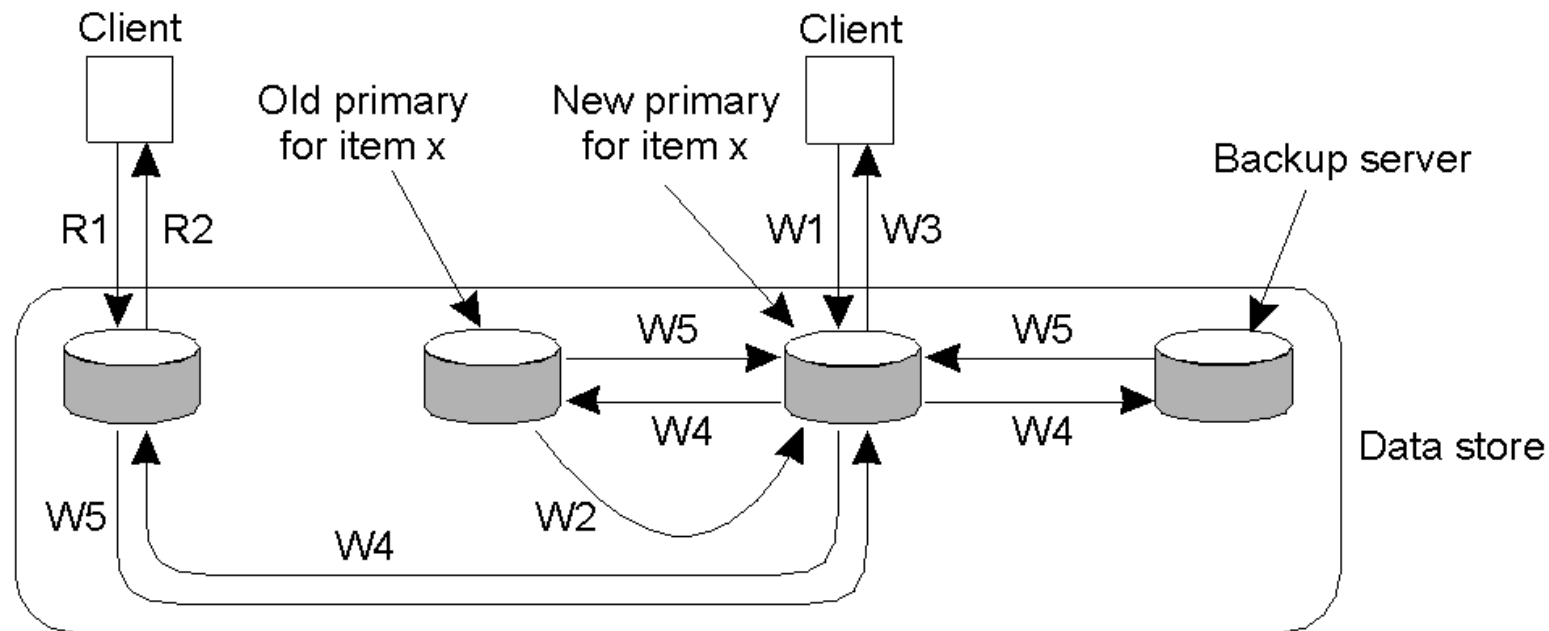 Client
Client
Old primary
for item x
New primary
for item x
Backup server
R1
R2
W1
W3
W5
W5
W4
W4
Data store
W5
W2
W4